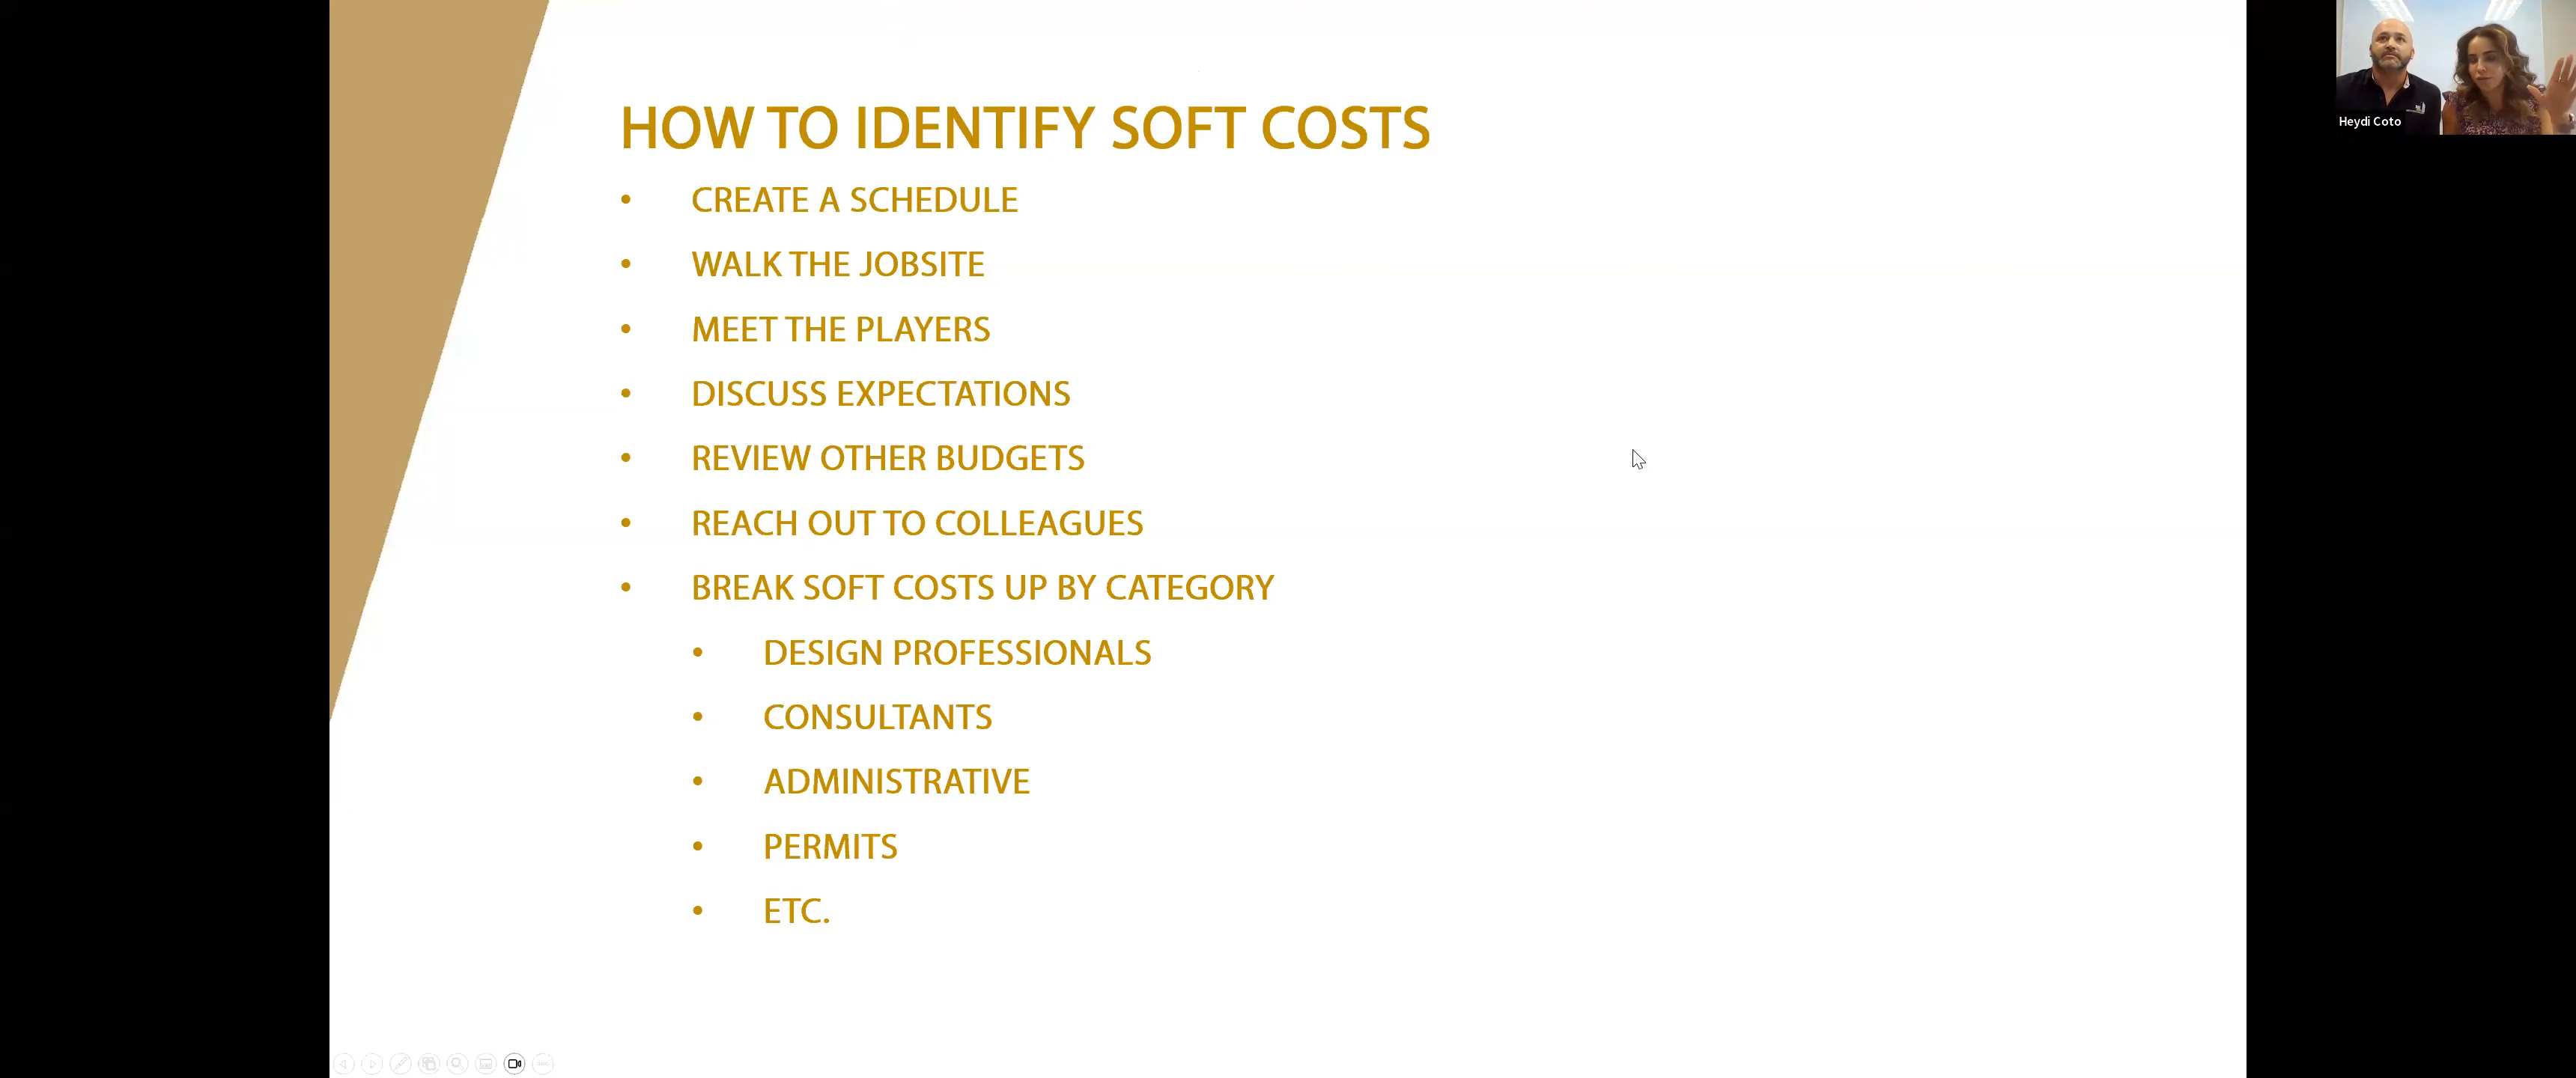 HOW TO IDENTIFY SOFT COSTS
• CREATE A SCHEDULE
• WALK THE JOBSITE
• MEET THE PLAYERS
• DISCUSS EXPECTATIONS
• REVIEW OTHER BUDGETS
• REACH OUT TO COLLEAGUES
• BREAK SOFT COSTS UP BY CATEGORY
• DESIGN PROFESSIONALS
• CONSULTANTS
• ADMINISTRATIVE
• PERMITS
• ETC.
Heydi Coto